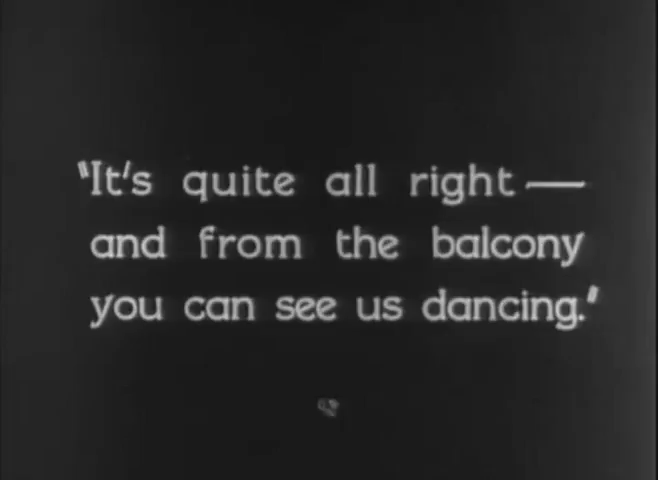 "It's quite all right —
and from the balcony
you can see us dancing."